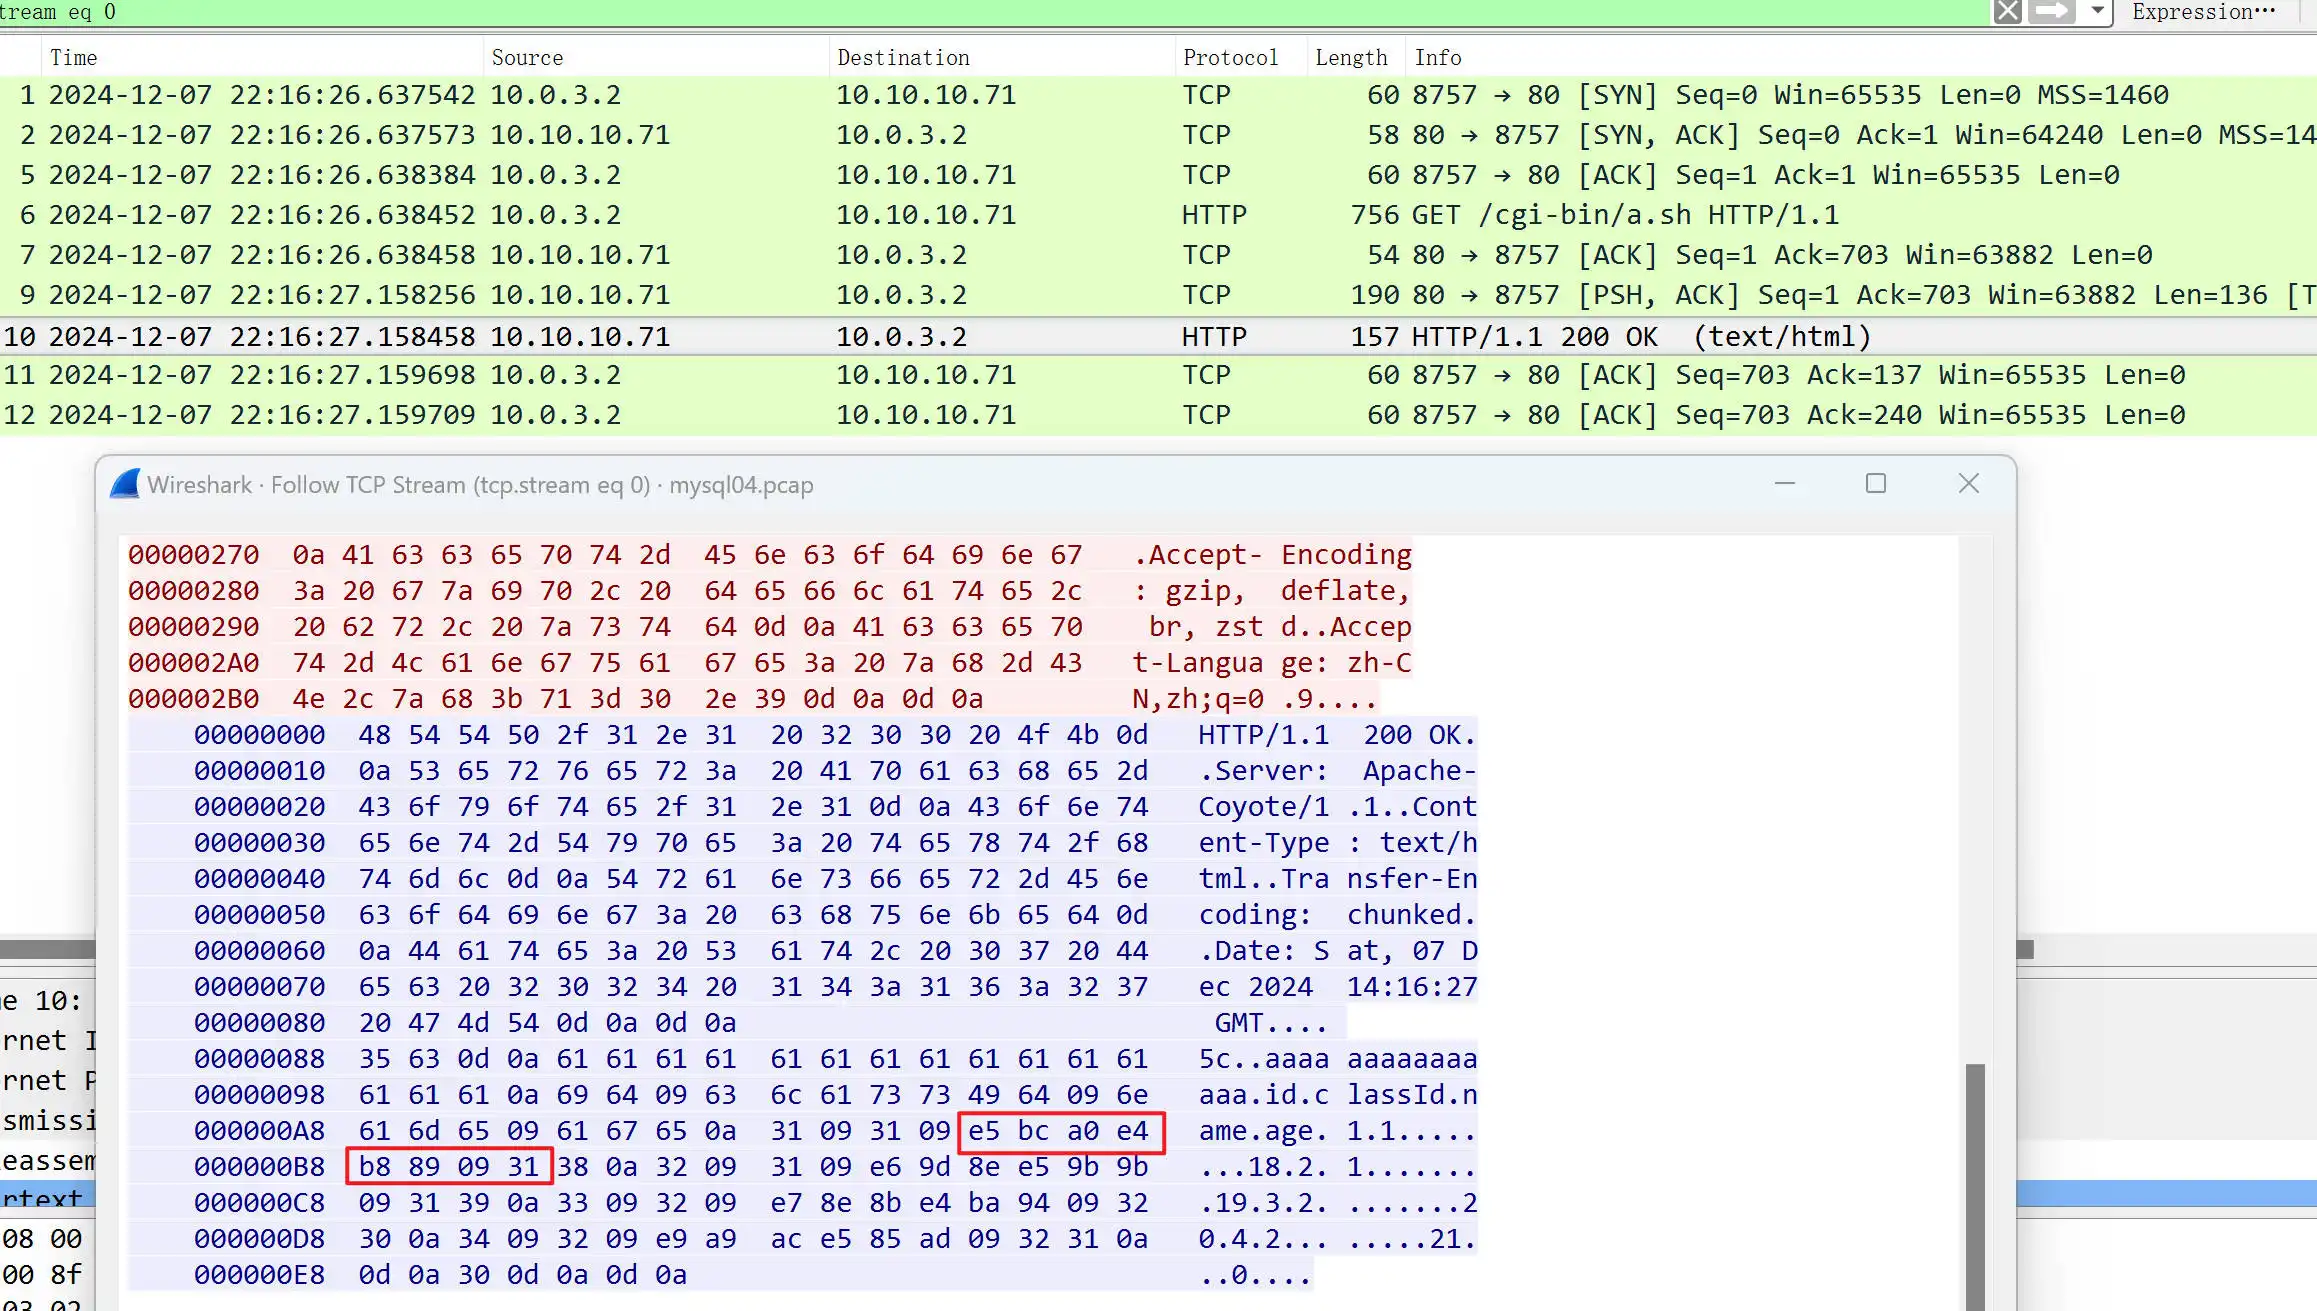 tream eq 0
Expression…
Time Source Destination Protocol Length Info
1 2024-12-07 22:16:26.637542 10.0.3.2 10.10.10.71 TCP 60 8757 → 80 [SYN] Seq=0 Win=65535 Len=0 MSS=1460
2 2024-12-07 22:16:26.637573 10.10.10.71 10.0.3.2 TCP 58 80 → 8757 [SYN, ACK] Seq=0 Ack=1 Win=64240 Len=0 MSS=14
5 2024-12-07 22:16:26.638384 10.0.3.2 10.10.10.71 TCP 60 8757 → 80 [ACK] Seq=1 Ack=1 Win=65535 Len=0
6 2024-12-07 22:16:26.638452 10.0.3.2 10.10.10.71 HTTP 756 GET /cgi-bin/a.sh HTTP/1.1
7 2024-12-07 22:16:26.638458 10.10.10.71 10.0.3.2 TCP 54 80 → 8757 [ACK] Seq=1 Ack=703 Win=63882 Len=0
9 2024-12-07 22:16:27.158256 10.10.10.71 10.0.3.2 TCP 190 80 → 8757 [PSH, ACK] Seq=1 Ack=703 Win=63882 Len=136 [T
10 2024-12-07 22:16:27.158458 10.10.10.71 10.0.3.2 HTTP 157 HTTP/1.1 200 OK (text/html)
11 2024-12-07 22:16:27.159698 10.0.3.2 10.10.10.71 TCP 60 8757 → 80 [ACK] Seq=703 Ack=137 Win=65535 Len=0
12 2024-12-07 22:16:27.159709 10.0.3.2 10.10.10.71 TCP 60 8757 → 80 [ACK] Seq=703 Ack=240 Win=65535 Len=0
Wireshark · Follow TCP Stream (tcp.stream eq 0) · mysql04.pcap
00000270 0a 41 63 63 65 70 74 2d 45 6e 63 6f 64 69 6e 67 .Accept- Encoding
00000280 3a 20 67 7a 69 70 2c 20 64 65 66 6c 61 74 65 2c : gzip, deflate,
00000290 20 62 72 2c 20 7a 73 74 64 0d 0a 41 63 63 65 70 br, zst d..Accep
000002A0 74 2d 4c 61 6e 67 75 61 67 65 3a 20 7a 68 2d 43 t-Langua ge: zh-C
000002B0 4e 2c 7a 68 3b 71 3d 30 2e 39 0d 0a 0d 0a N,zh;q=0 .9....
00000000 48 54 54 50 2f 31 2e 31 20 32 30 30 20 4f 4b 0d HTTP/1.1 200 OK.
00000010 0a 53 65 72 76 65 72 3a 20 41 70 61 63 68 65 2d .Server: Apache-
00000020 43 6f 79 6f 74 65 2f 31 2e 31 0d 0a 43 6f 6e 74 Coyote/1 .1..Cont
00000030 65 6e 74 2d 54 79 70 65 3a 20 74 65 78 74 2f 68 ent-Type : text/h
00000040 74 6d 6c 0d 0a 54 72 61 6e 73 66 65 72 2d 45 6e tml..Tra nsfer-En
00000050 63 6f 64 69 6e 67 3a 20 63 68 75 6e 6b 65 64 0d coding: chunked.
00000060 0a 44 61 74 65 3a 20 53 61 74 2c 20 30 37 20 44 .Date: S at, 07 D
00000070 65 63 20 32 30 32 34 20 31 34 3a 31 36 3a 32 37 ec 2024 14:16:27
00000080 20 47 4d 54 0d 0a 0d 0a GMT....
00000088 35 63 0d 0a 61 61 61 61 61 61 61 61 61 61 61 61 5c..aaaa aaaaaaaa
00000098 61 61 61 0a 69 64 09 63 6c 61 73 73 49 64 09 6e aaa.id.c lassId.n
000000A8 61 6d 65 09 61 67 65 0a 31 09 31 09 e5 bc a0 e4 ame.age. 1.1.....
000000B8 b8 89 09 31 38 0a 32 09 31 09 e6 9d 8e e5 9b 9b ...18.2. 1.......
000000C8 09 31 39 0a 33 09 32 09 e7 8e 8b e4 ba 94 09 32 .19.3.2. .......2
000000D8 30 0a 34 09 32 09 e9 a9 ac e5 85 ad 09 32 31 0a 0.4.2... .....21.
000000E8 0d 0a 30 0d 0a 0d 0a ..0....
e 10:
rnet I
rnet P
smissi
eassem
rtext
08 00
00 8f
03 02